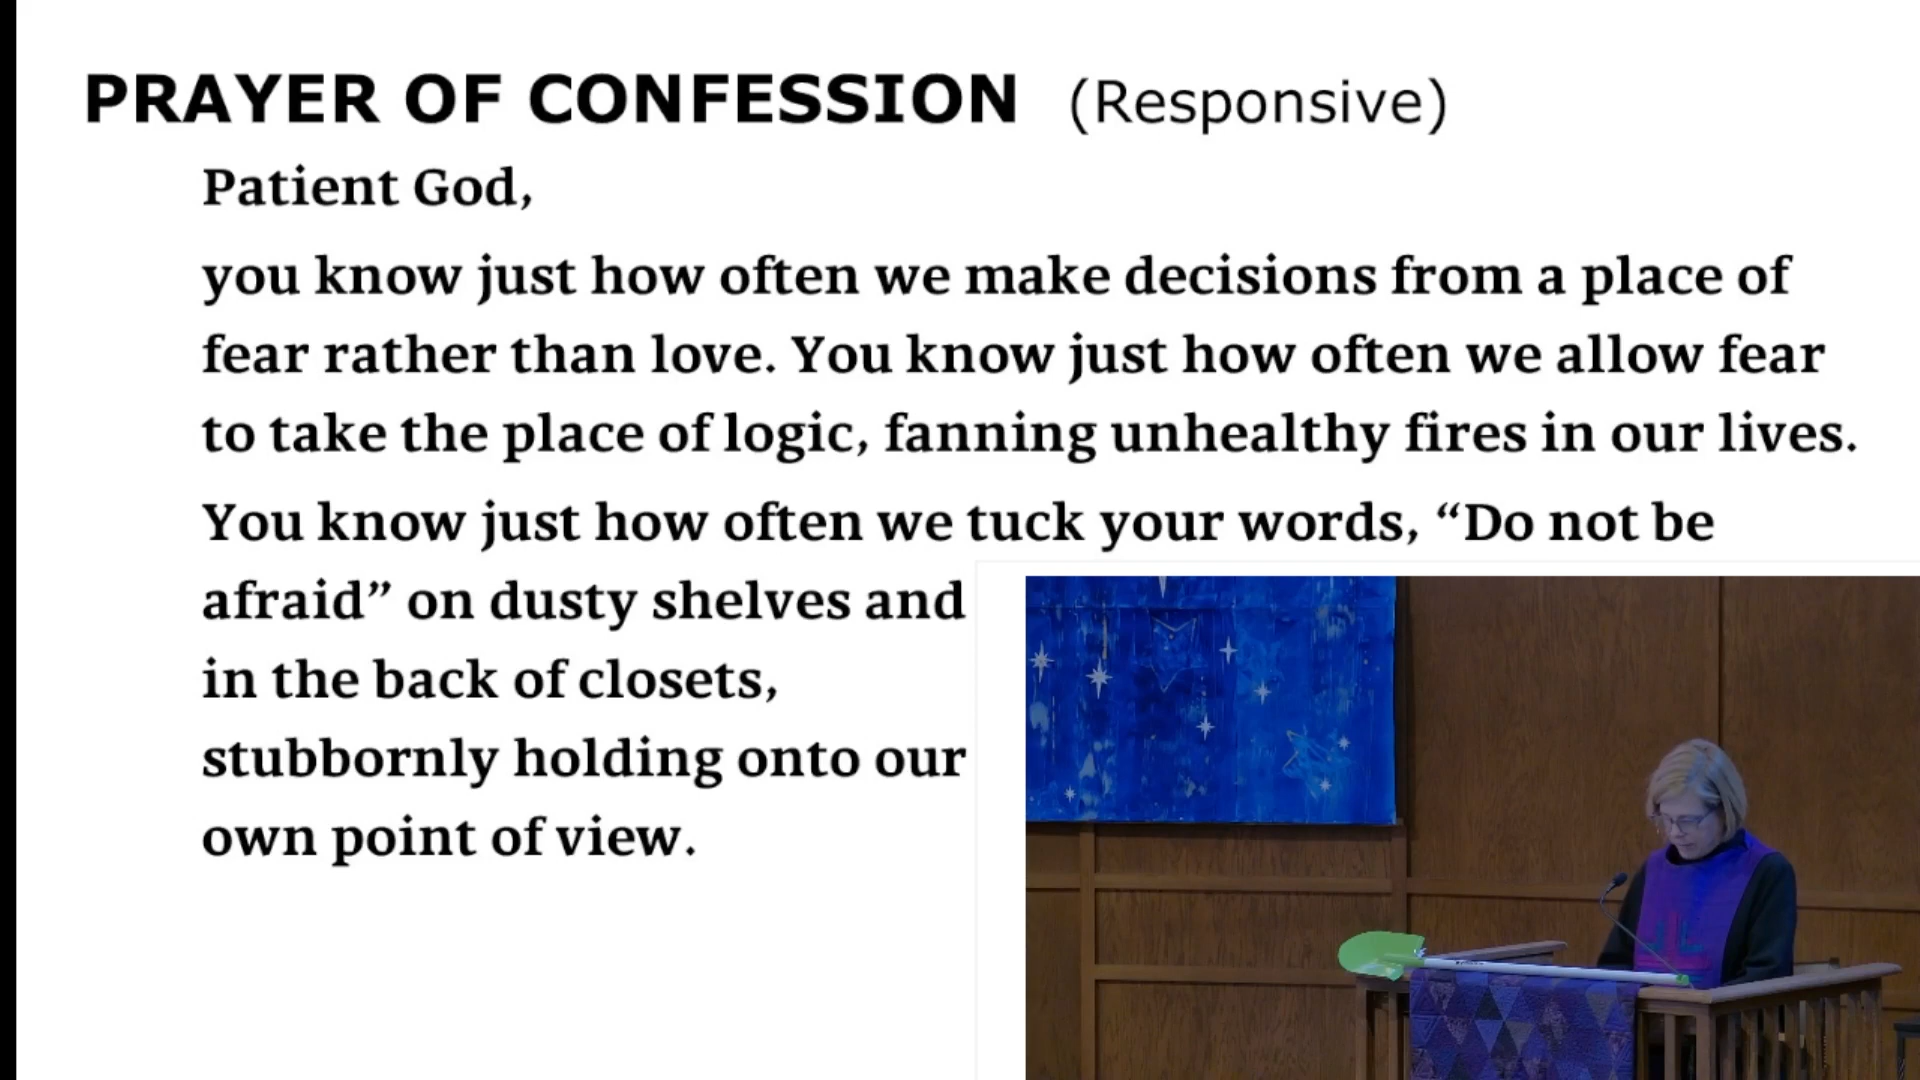 PRAYER OF CONFESSION (Responsive)
Patient God,
you know just how often we make decisions from a place of
fear rather than love. You know just how often we allow fear
to take the place of logic, fanning unhealthy fires in our lives.
You know just how often we tuck your words, “Do not be
afraid” on dusty shelves and
in the back of closets,
stubbornly holding onto our
own point of view.